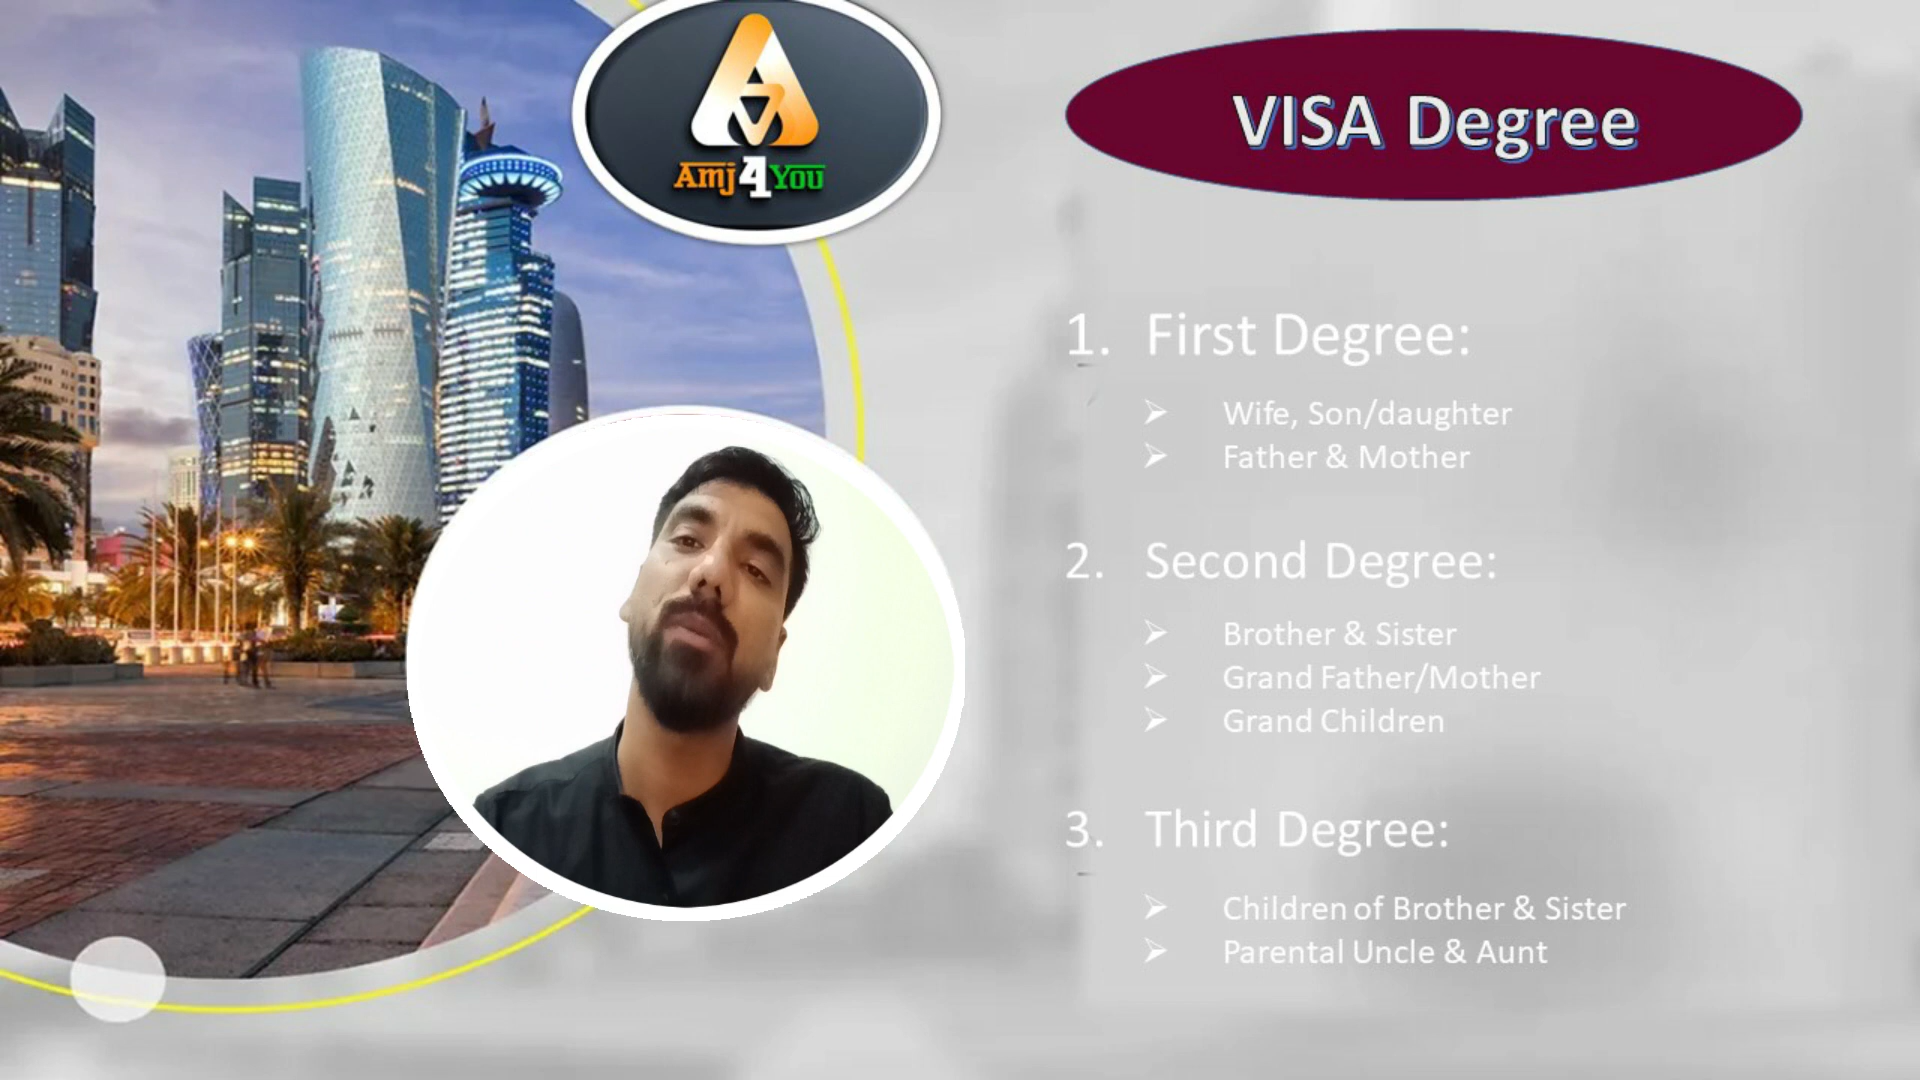 Amj4You
VISA Degree
1. First Degree:
Wife, Son/daughter
Father & Mother
2. Second Degree:
Brother & Sister
Grand Father/Mother
Grand Children
3. Third Degree:
Children of Brother & Sister
Parental Uncle & Aunt